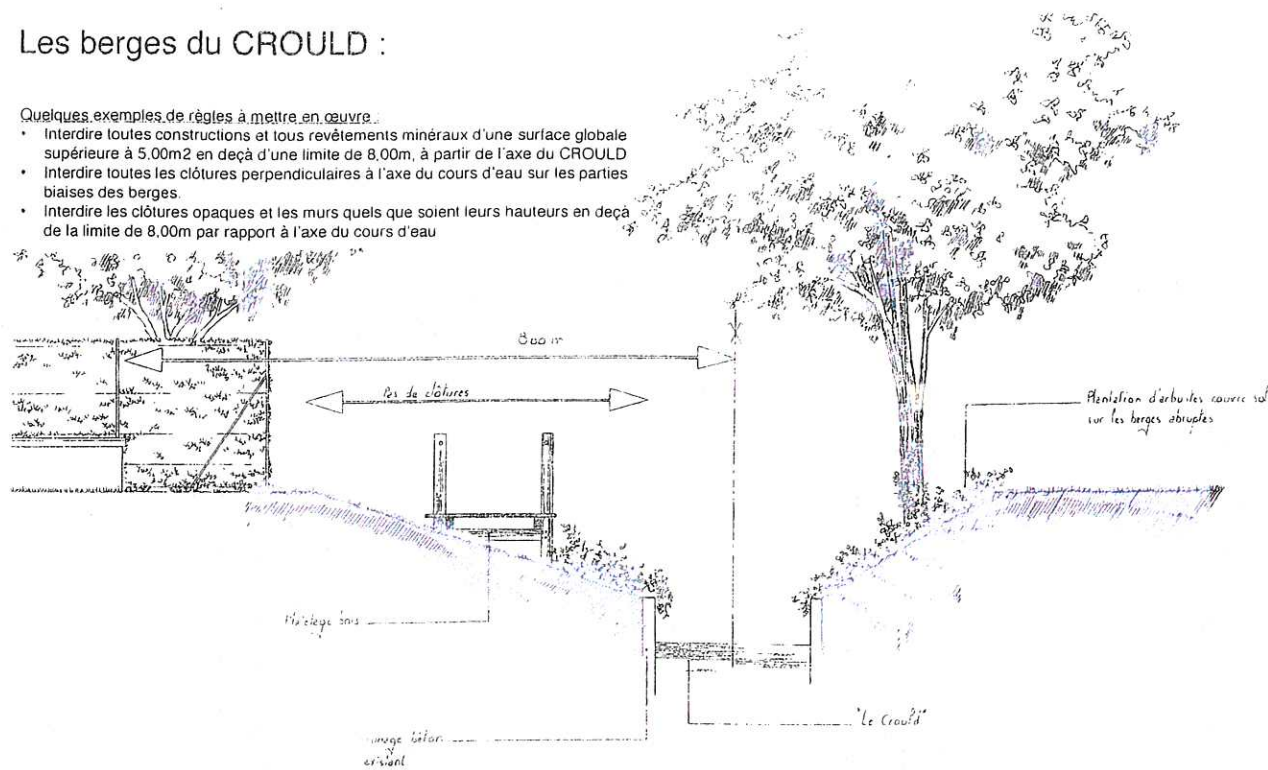 Les berges du CROULD :
Quelques exemples de règles à mettre en œuvre :
• Interdire toutes constructions et tous revêtements minéraux d'une surface globale
supérieure à 5,00m2 en deçà d'une limite de 8,00m, à partir de l'axe du CROULD
• Interdire toutes les clôtures perpendiculaires à l'axe du cours d'eau sur les parties
biaises des berges.
• Interdire les clôtures opaques et les murs quels que soient leurs hauteurs en deçà
de la limite de 8,00m par rapport à l'axe du cours d'eau
8.00 m
de clôtures
Plantation d'arbustes couvre sol
sur les berges abruptes
bois
"Le Crould"
béton
existant